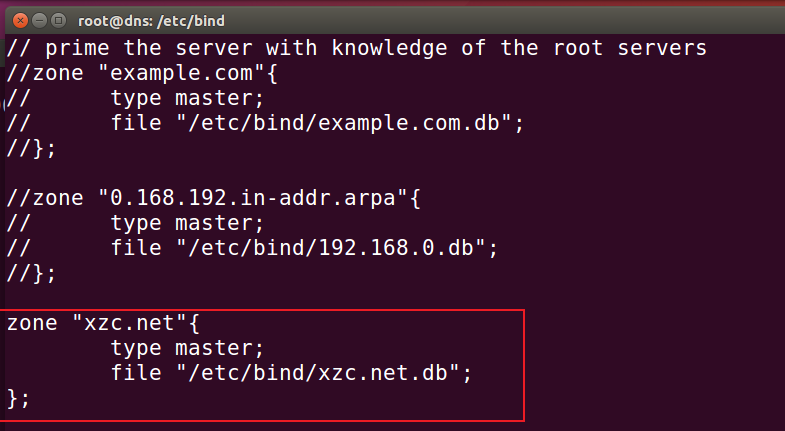 root@dns: /etc/bind
// prime the server with knowledge of the root servers
//zone "example.com"{
//      type master;
//      file "/etc/bind/example.com.db";
//};
//zone "0.168.192.in-addr.arpa"{
//      type master;
//      file "/etc/bind/192.168.0.db";
//};
zone "xzc.net"{
        type master;
        file "/etc/bind/xzc.net.db";
};